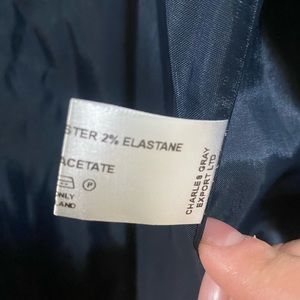 STER 2% ELASTANE
ACETATE
P
ONLY
LAND
CHARLES GRAY
EXPORT LTD